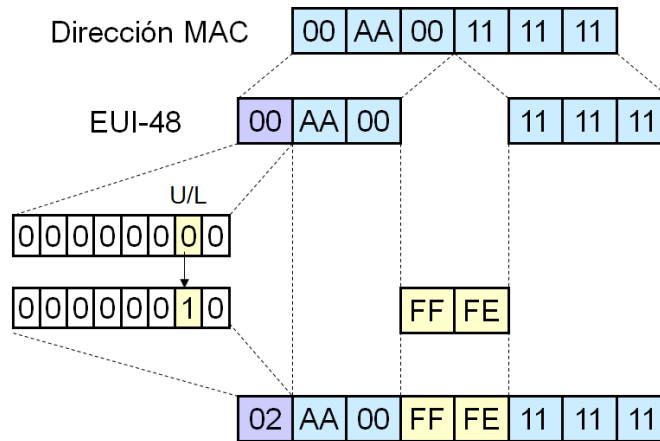 Dirección MAC 00 AA 00 11 11 11
EUI-48 00 AA 00 11 11 11
U/L
0 0 0 0 0 0 0 0
0 0 0 0 0 0 1 0 FF FE
02 AA 00 FF FE 11 11 11